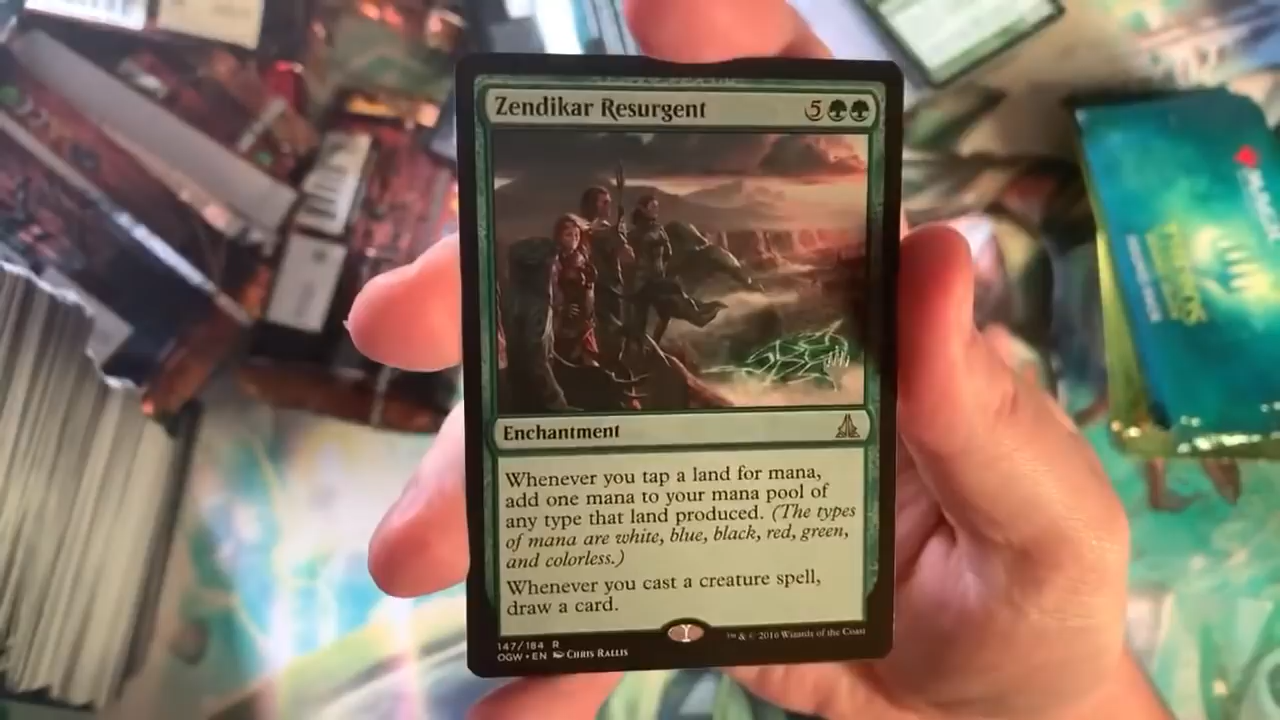 Zendikar Resurgent 5
Enchantment
Whenever you tap a land for mana,
add one mana to your mana pool of
any type that land produced. (The types
of mana are white, blue, black, red, green,
and colorless.)
Whenever you cast a creature spell,
draw a card.
147/184 R
OGW • EN CHRIS RALLIS
™ & © 2016 Wizards of the Coast